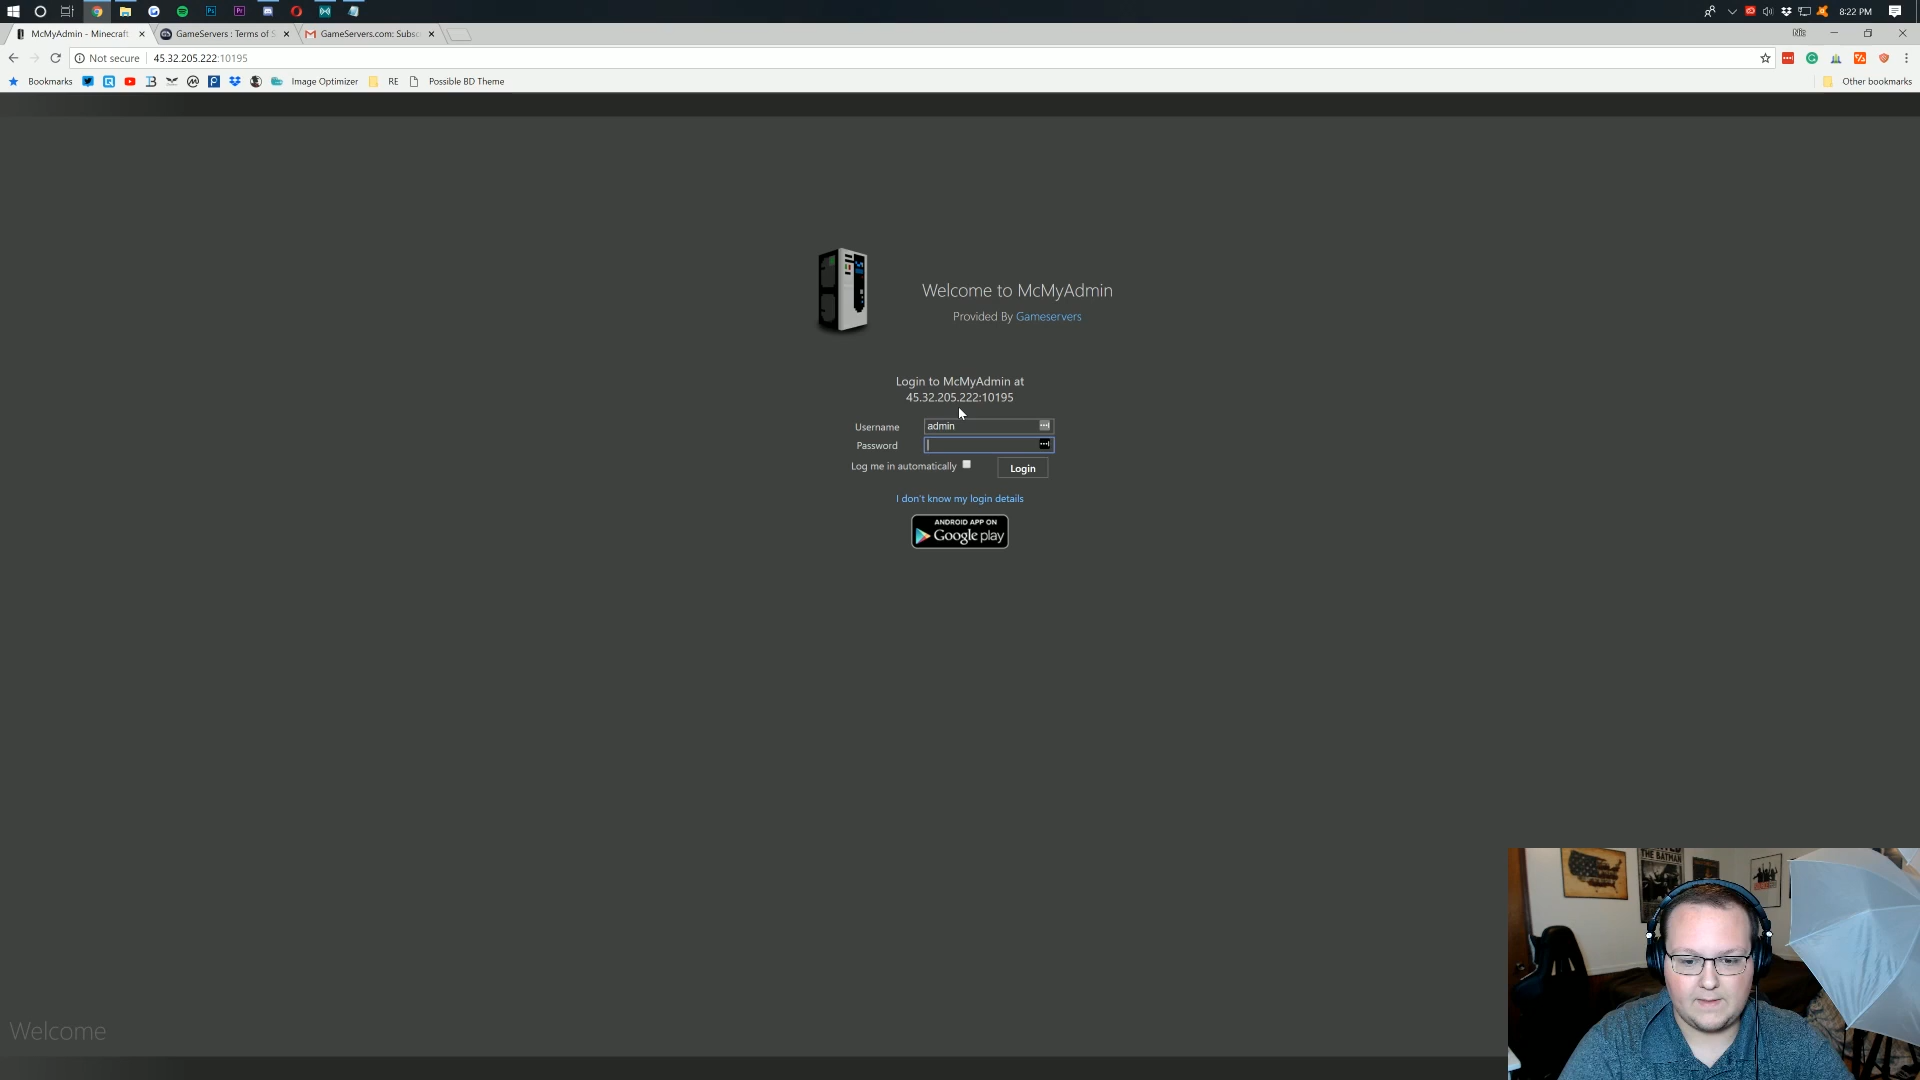 8:22 PM
McMyAdmin - Minecraft
GameServers : Terms of S
GameServers.com: Subsc
Not secure
45.32.205.222:10195
Bookmarks
Image Optimizer
RE
Possible BD Theme
Other bookmarks
Welcome to McMyAdmin
Provided By Gameservers
Login to McMyAdmin at
45.32.205.222:10195
Username
admin
Password
Log me in automatically
Login
I don't know my login details
ANDROID APP ON
Google play
THE BATMAN
Welcome